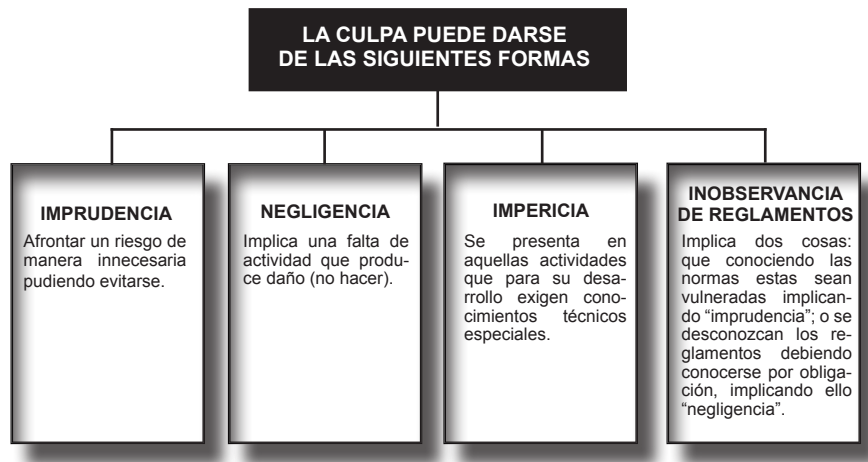 LA CULPA PUEDE DARSE
DE LAS SIGUIENTES FORMAS
IMPRUDENCIA
Afrontar un riesgo de
manera innecesaria
pudiendo evitarse.
NEGLIGENCIA
Implica una falta de
actividad que produ-
ce daño (no hacer).
IMPERICIA
Se presenta en
aquellas actividades
que para su desa-
rrollo exigen cono-
cimientos técnicos
especiales.
INOBSERVANCIA
DE REGLAMENTOS
Implica dos cosas:
que conociendo las
normas estas sean
vulneradas implican-
do “imprudencia”; o se
desconozcan los re-
glamentos debiendo
conocerse por obliga-
ción, implicando ello
“negligencia”.